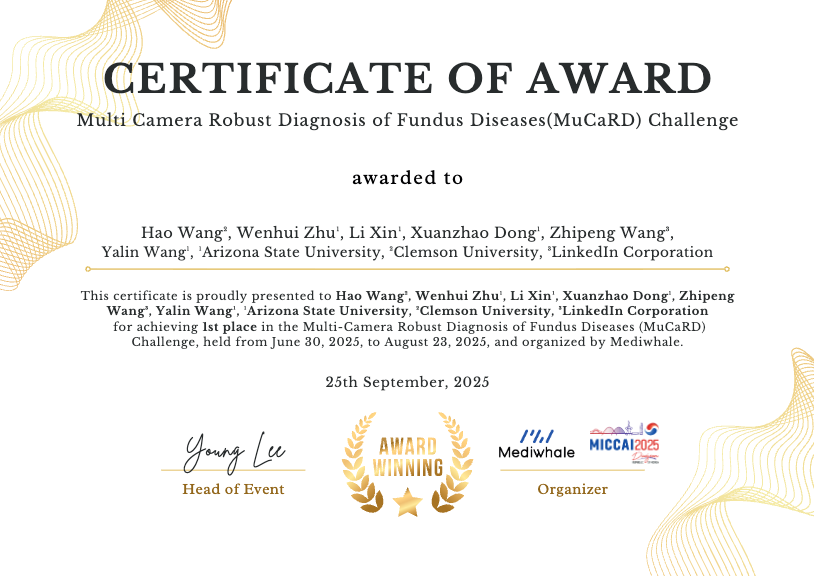 CERTIFICATE OF AWARD
Multi Camera Robust Diagnosis of Fundus Diseases(MuCaRD) Challenge
awarded to
Hao Wang², Wenhui Zhu¹, Li Xin¹, Xuanzhao Dong¹, Zhipeng Wang³,
Yalin Wang¹, ¹Arizona State University, ²Clemson University, ³LinkedIn Corporation
This certificate is proudly presented to Hao Wang², Wenhui Zhu¹, Li Xin¹, Xuanzhao Dong¹, Zhipeng
Wang³, Yalin Wang¹, ¹Arizona State University, ²Clemson University, ³LinkedIn Corporation
for achieving 1st place in the Multi-Camera Robust Diagnosis of Fundus Diseases (MuCaRD)
Challenge, held from June 30, 2025, to August 23, 2025, and organized by Mediwhale.
25th September, 2025
Young Lee
Head of Event
AWARD
WINNING
Mediwhale
MICCAI2025
Organizer